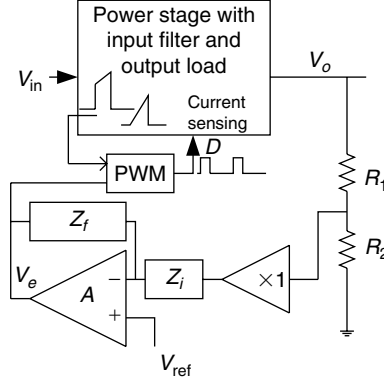 Power stage with
input filter and
output load
V_o
V_in
Current
sensing
D
PWM
R_1
Z_f
R_2
V_e
A
−
Z_i
×1
+
V_ref